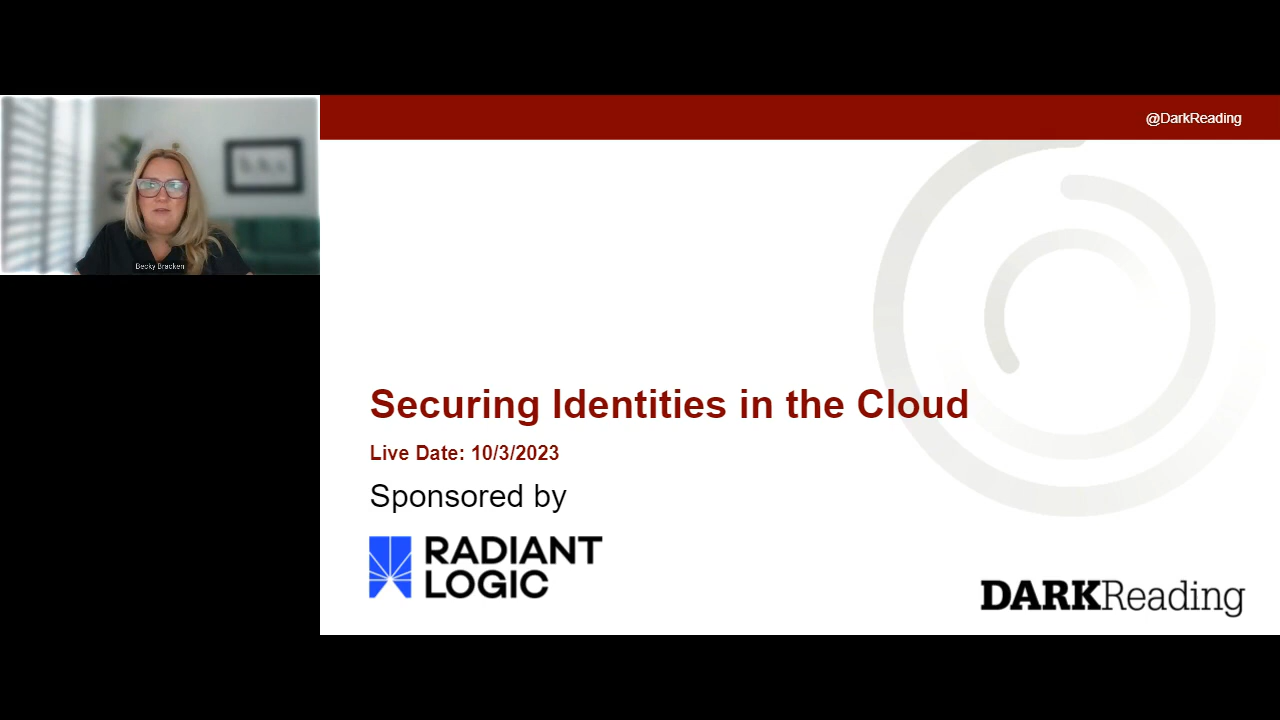 @DarkReading
Becky Bracken
Securing Identities in the Cloud
Live Date: 10/3/2023
Sponsored by
RADIANT
LOGIC
DARKReading